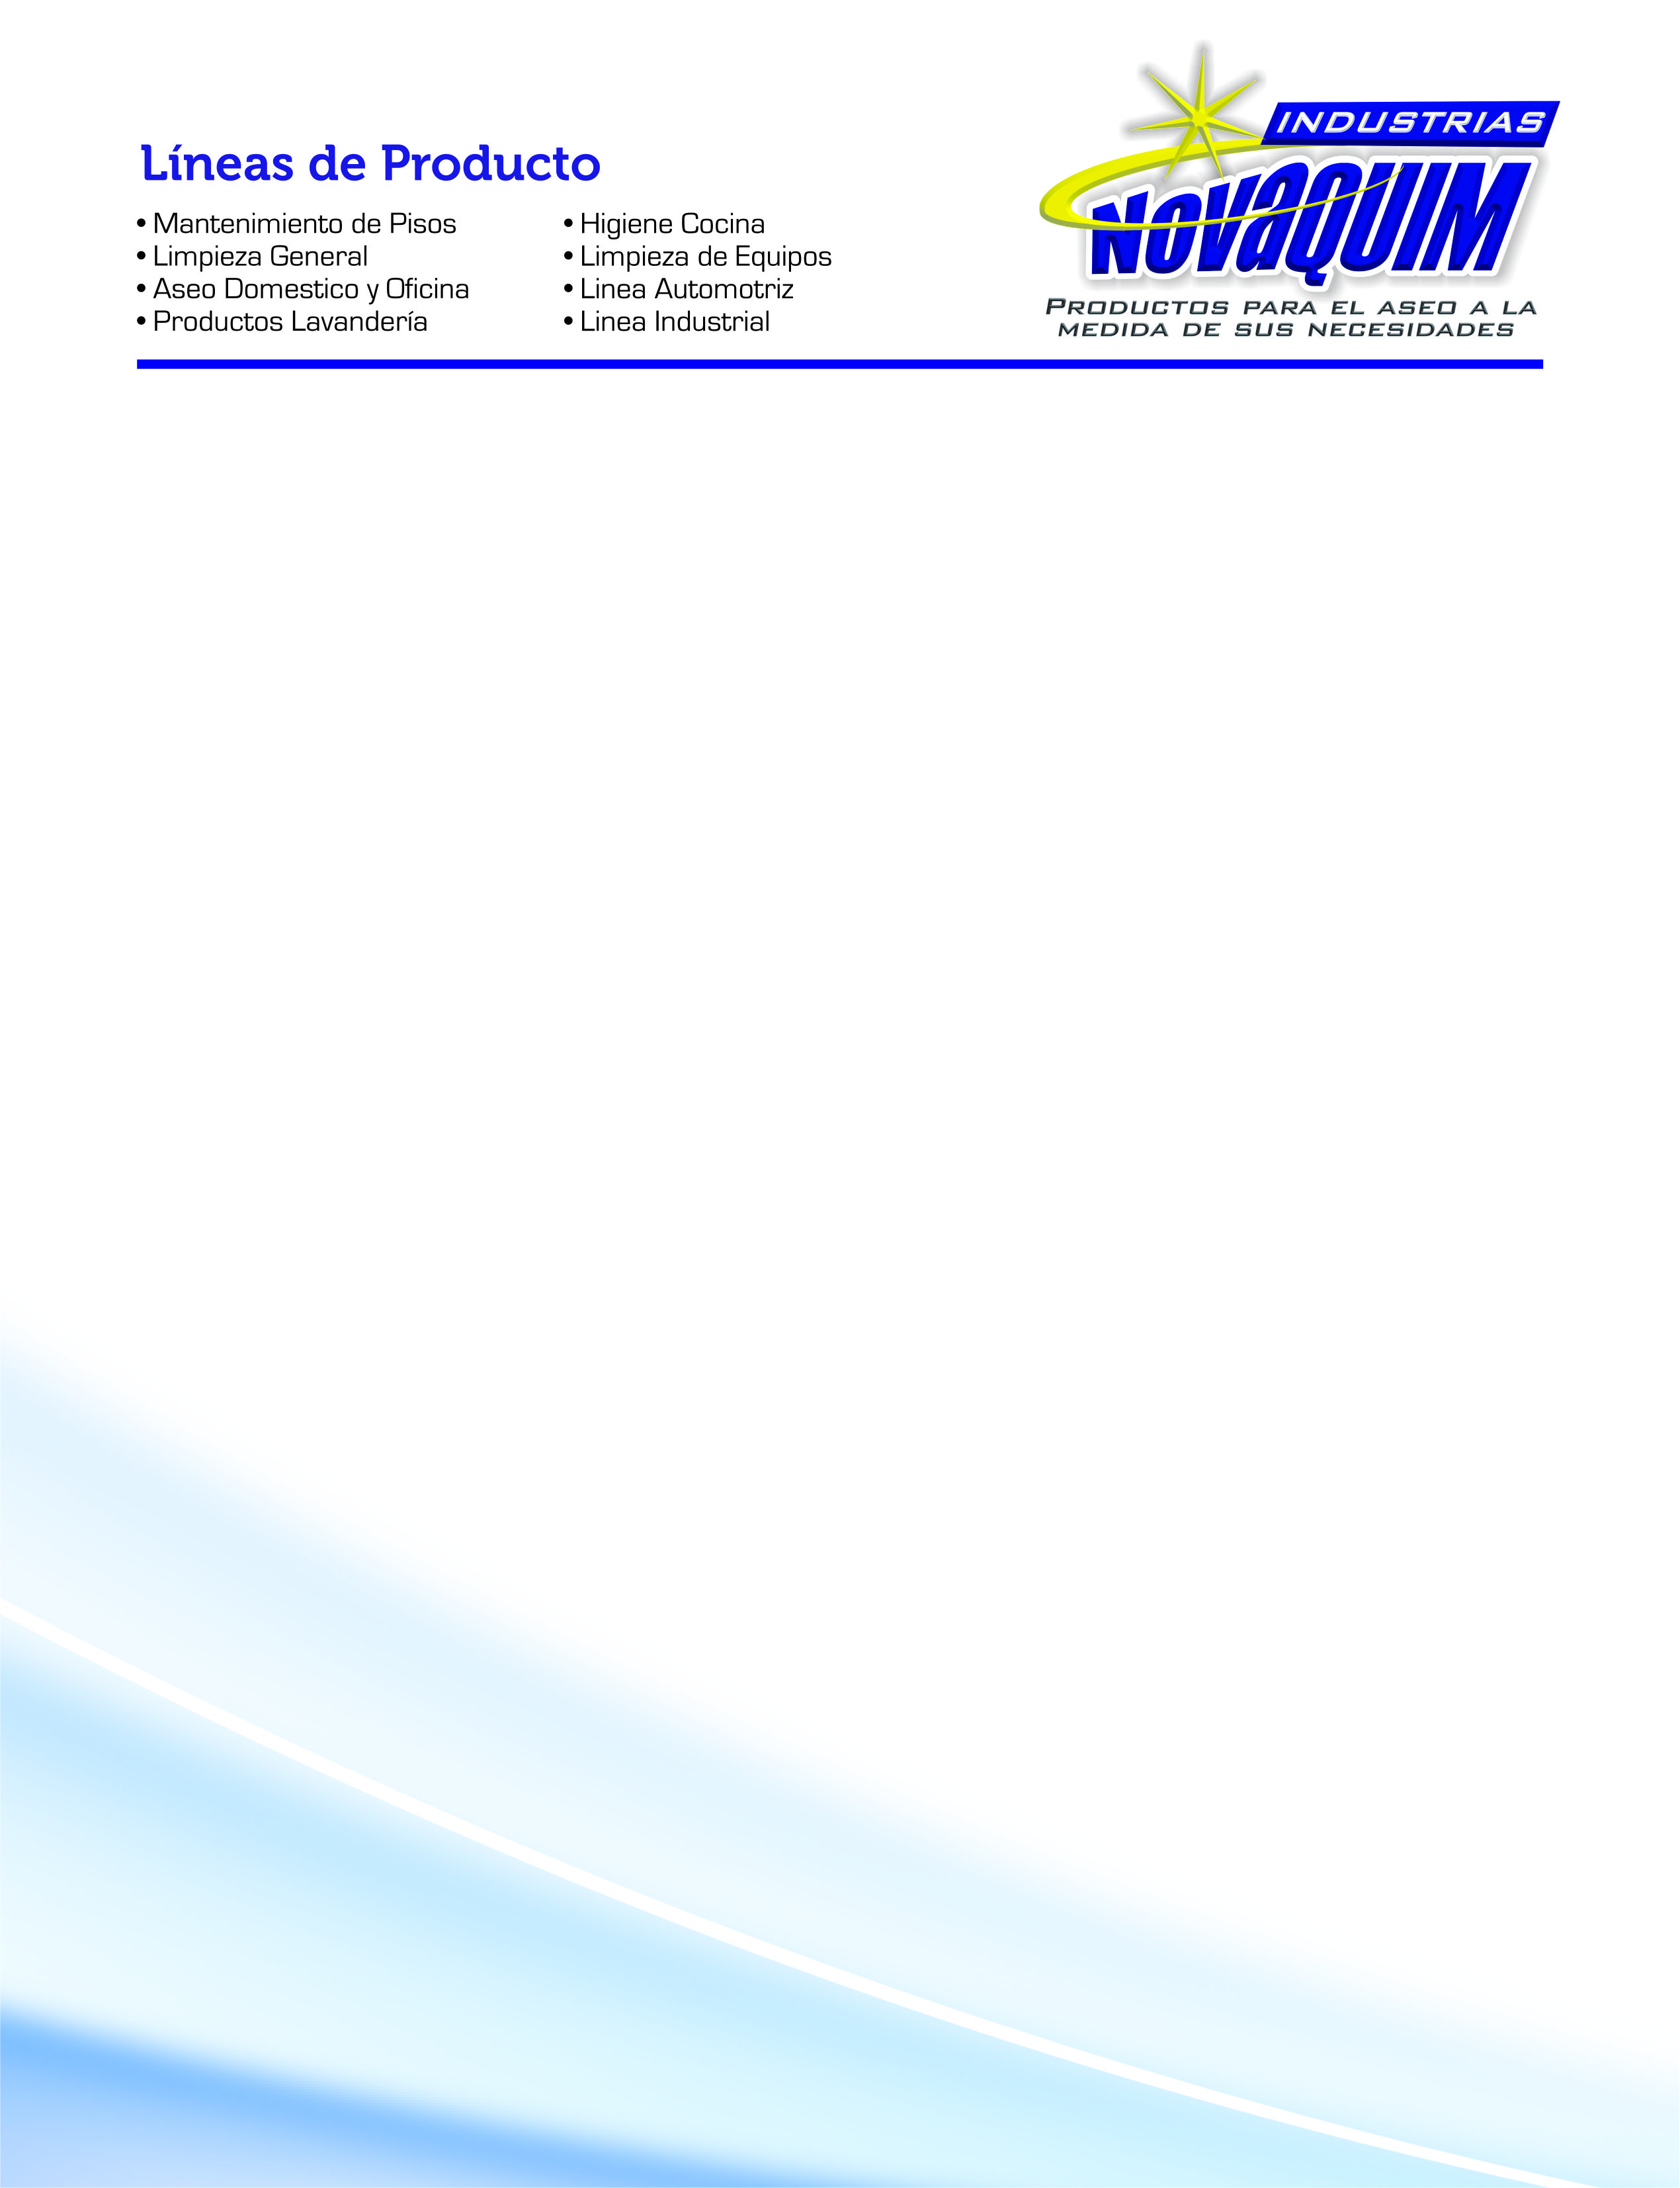 Líneas de Producto
• Mantenimiento de Pisos
• Limpieza General
• Aseo Domestico y Oficina
• Productos Lavandería
• Higiene Cocina
• Limpieza de Equipos
• Linea Automotriz
• Linea Industrial
INDUSTRIAS
NOVAQUIM
PRODUCTOS PARA EL ASEO A LA
MEDIDA DE SUS NECESIDADES